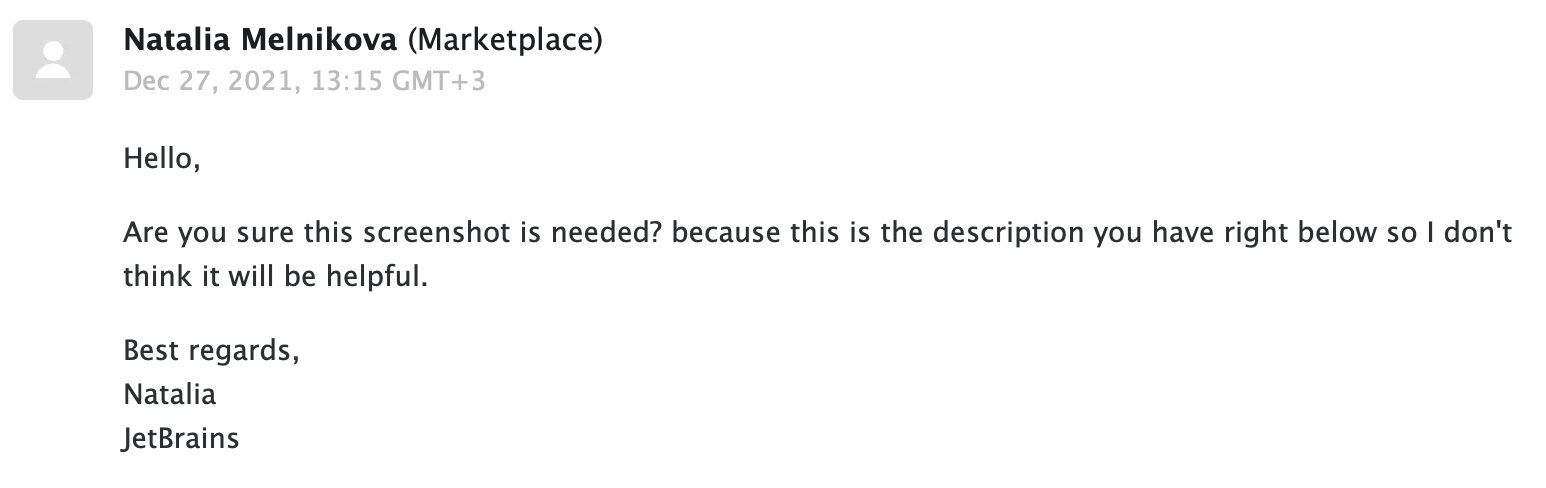 Natalia Melnikova (Marketplace)
Dec 27, 2021, 13:15 GMT+3
Hello,
Are you sure this screenshot is needed? because this is the description you have right below so I don't
think it will be helpful.
Best regards,
Natalia
JetBrains